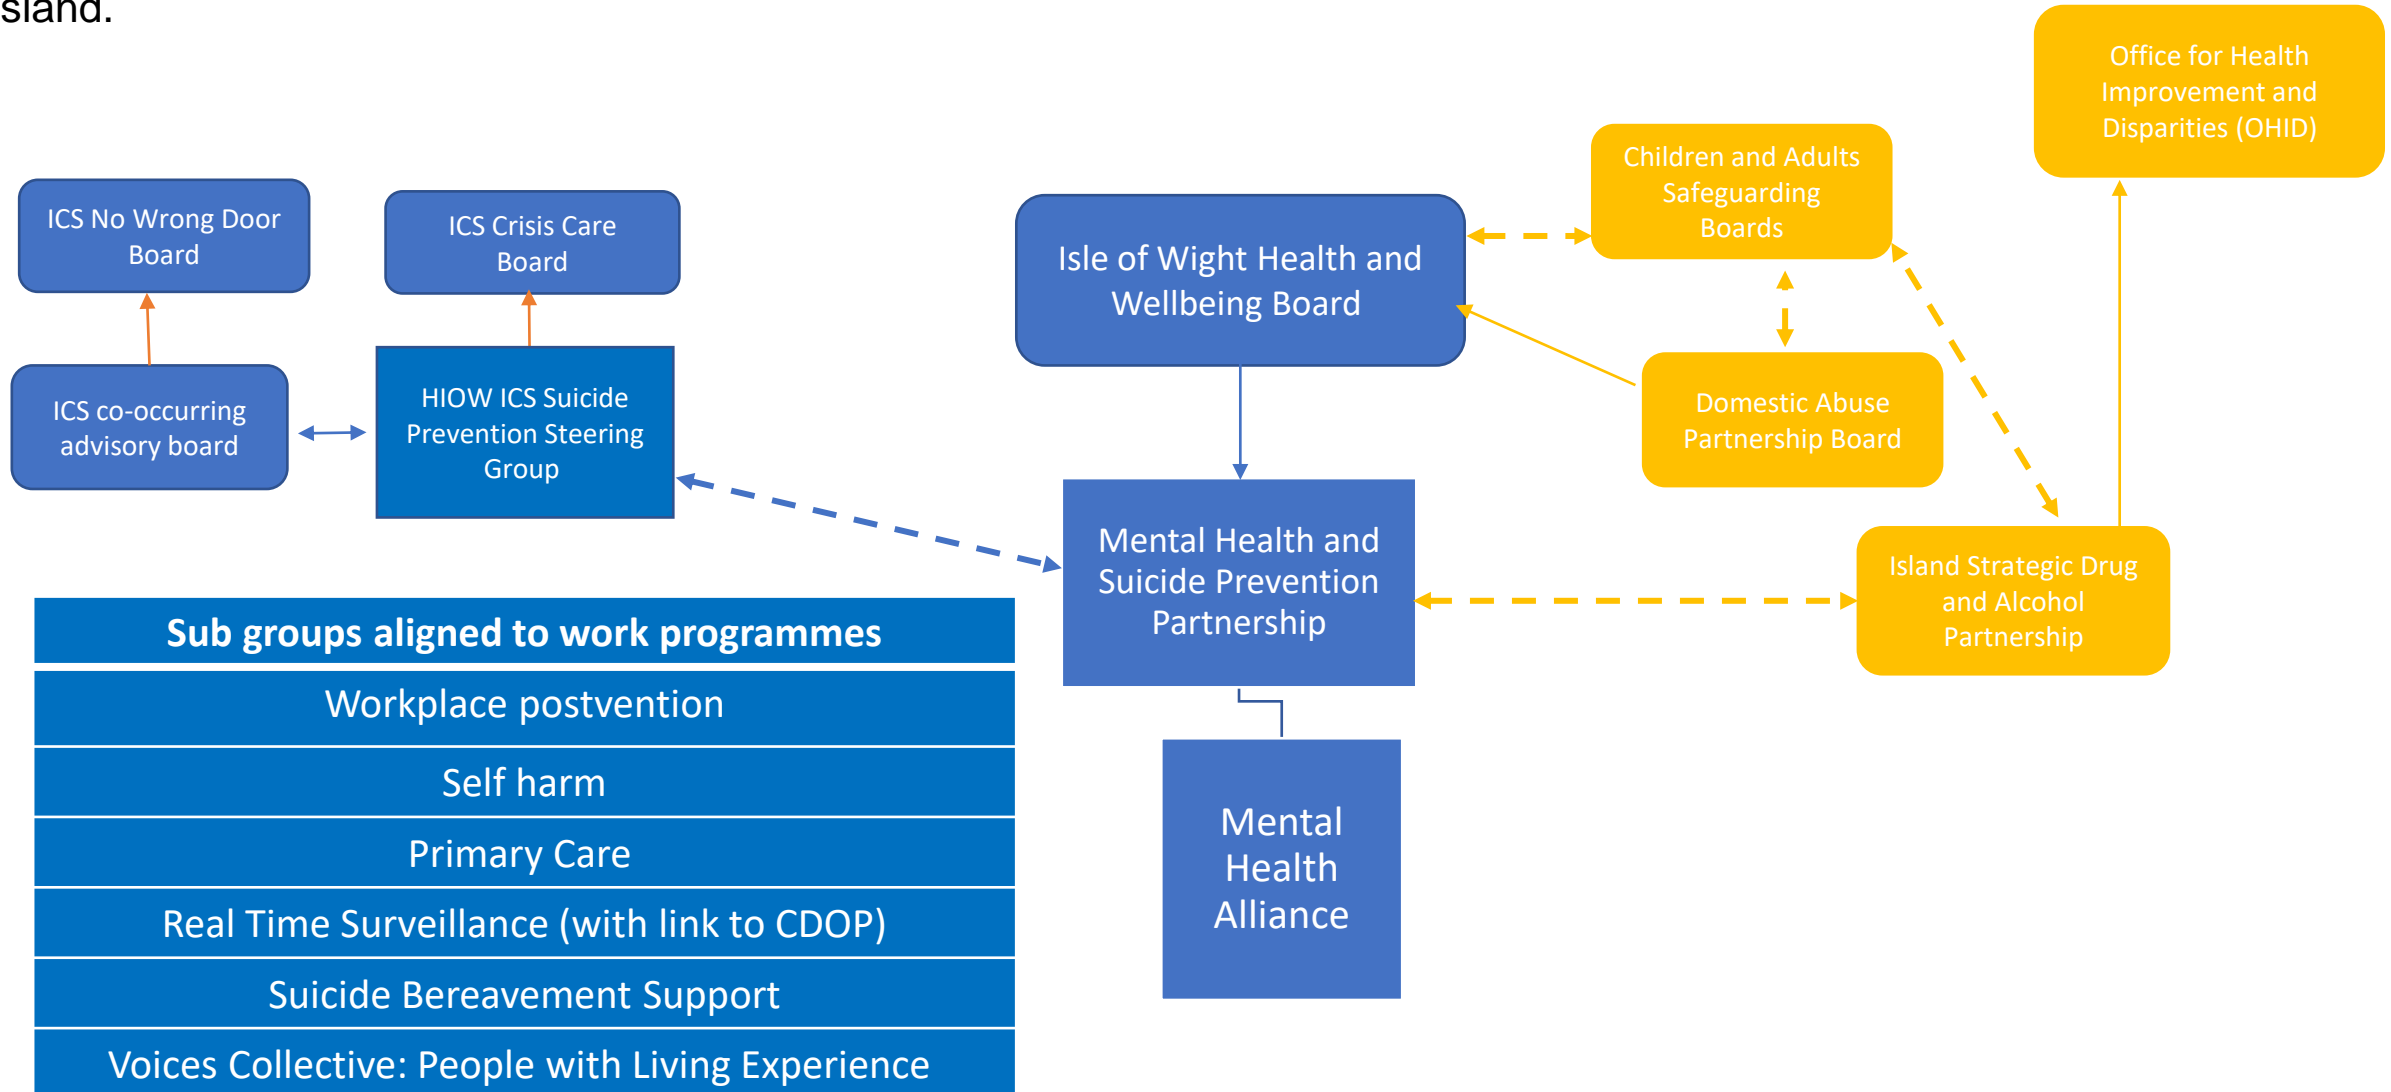 sland.
Office for Health
Improvement and
Disparities (OHID)
Children and Adults
Safeguarding
Boards
ICS No Wrong Door
Board
ICS Crisis Care
Board
Isle of Wight Health and
Wellbeing Board
ICS co-occurring
advisory board
HIOW ICS Suicide
Prevention Steering
Group
Domestic Abuse
Partnership Board
Mental Health and
Suicide Prevention
Partnership
Island Strategic Drug
and Alcohol
Partnership
Sub groups aligned to work programmes
Workplace postvention
Self harm
Primary Care
Real Time Surveillance (with link to CDOP)
Suicide Bereavement Support
Voices Collective: People with Living Experience
Mental
Health
Alliance